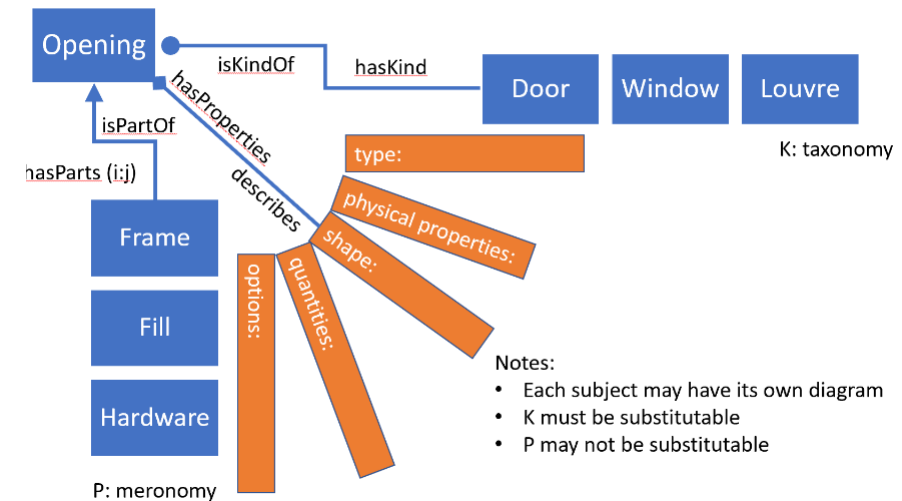 Opening
isKindOf
hasKind
Door
Window
Louvre
K: taxonomy
hasProperties
describes
isPartOf
hasParts (i:j)
Frame
Fill
Hardware
P: meronomy
type:
physical properties:
shape:
quantities:
options:
Notes:
• Each subject may have its own diagram
• K must be substitutable
• P may not be substitutable